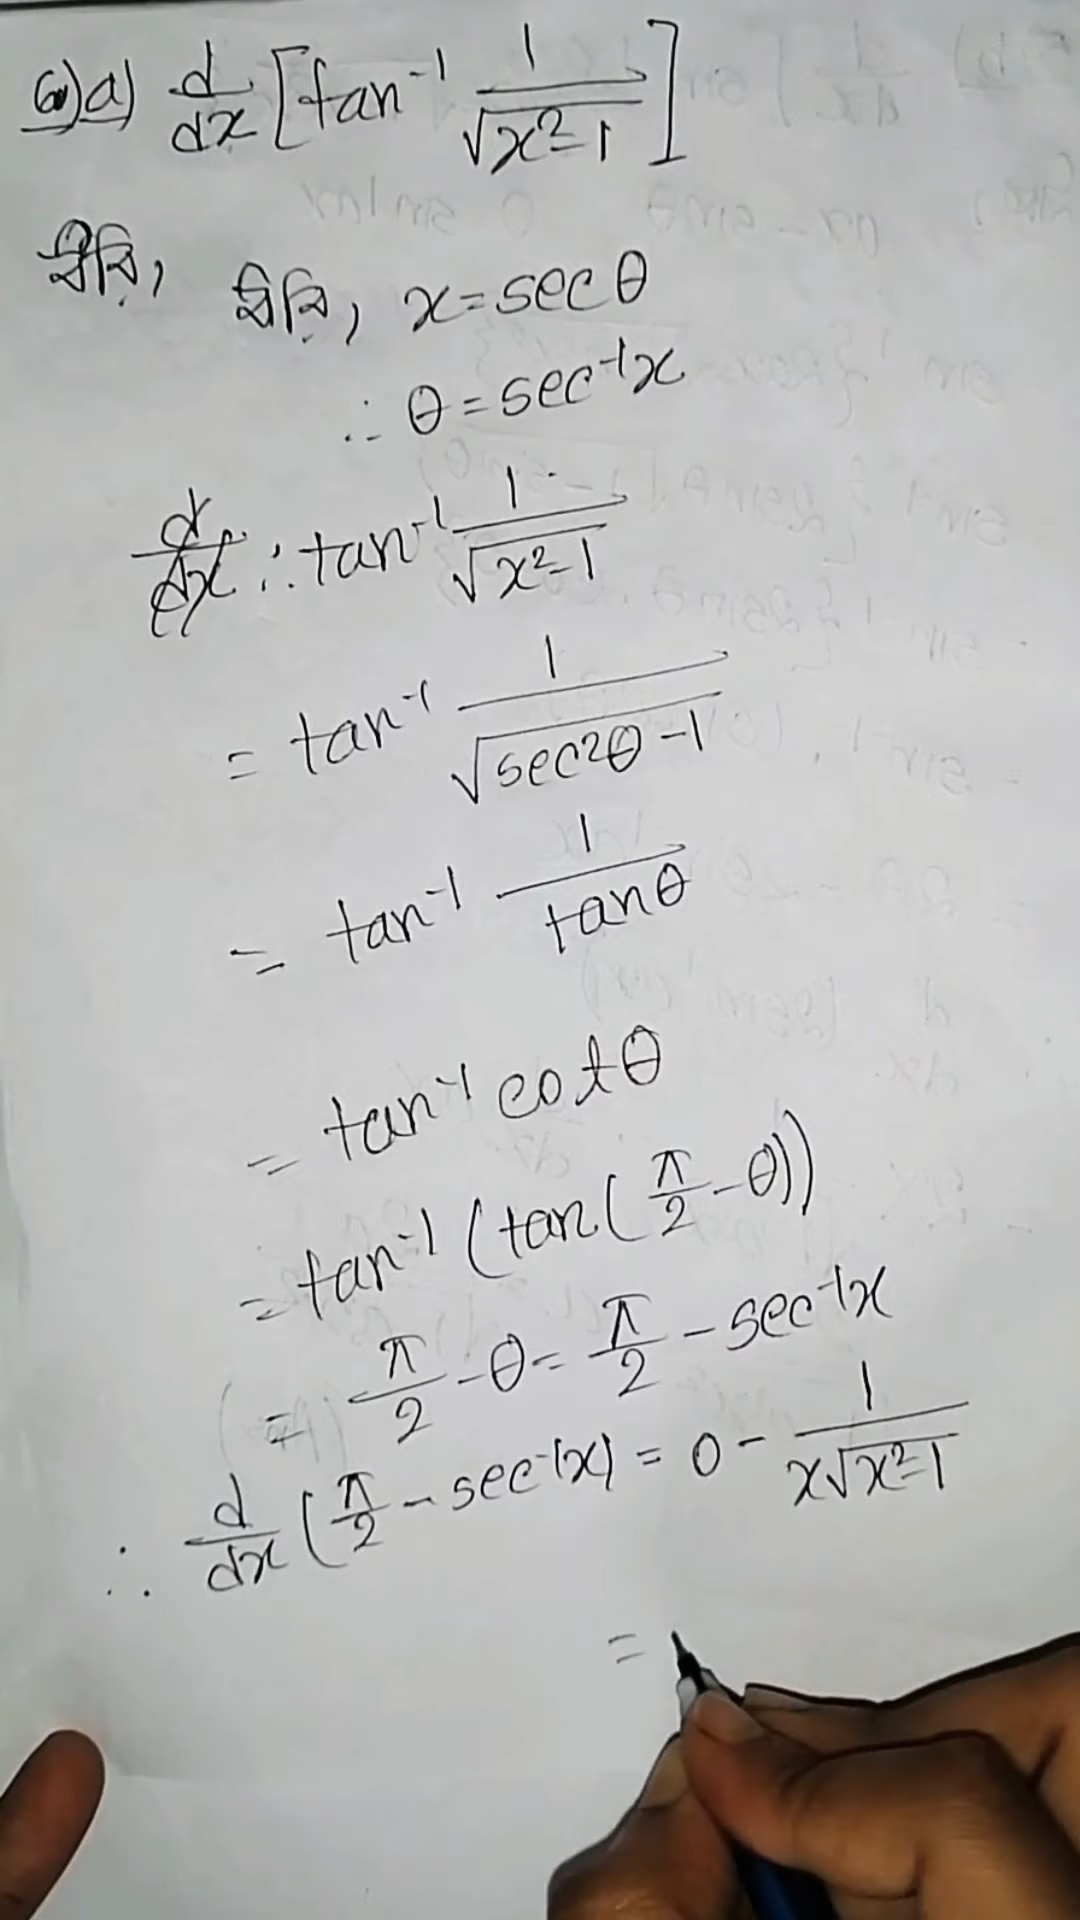 6)a) d/dx [tan⁻¹ 1/√(x²-1)]
ধরি, ধরি, x=secθ
∴ θ=sec⁻¹x
∴ tan⁻¹ 1/√(x²-1)
= tan⁻¹ 1/√(sec²θ-1)
= tan⁻¹ 1/tanθ
= tan⁻¹ cotθ
= tan⁻¹ (tan(π/2-θ))
= π/2-θ= π/2-sec⁻¹x
∴ d/dx (π/2-sec⁻¹x) = 0- 1/x√(x²-1)
=